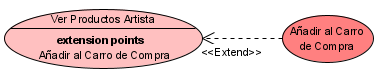 Ver Productos Artista
extension points
Añadir al Carro de Compra
<<Extend>>
Añadir al Carro
de Compra